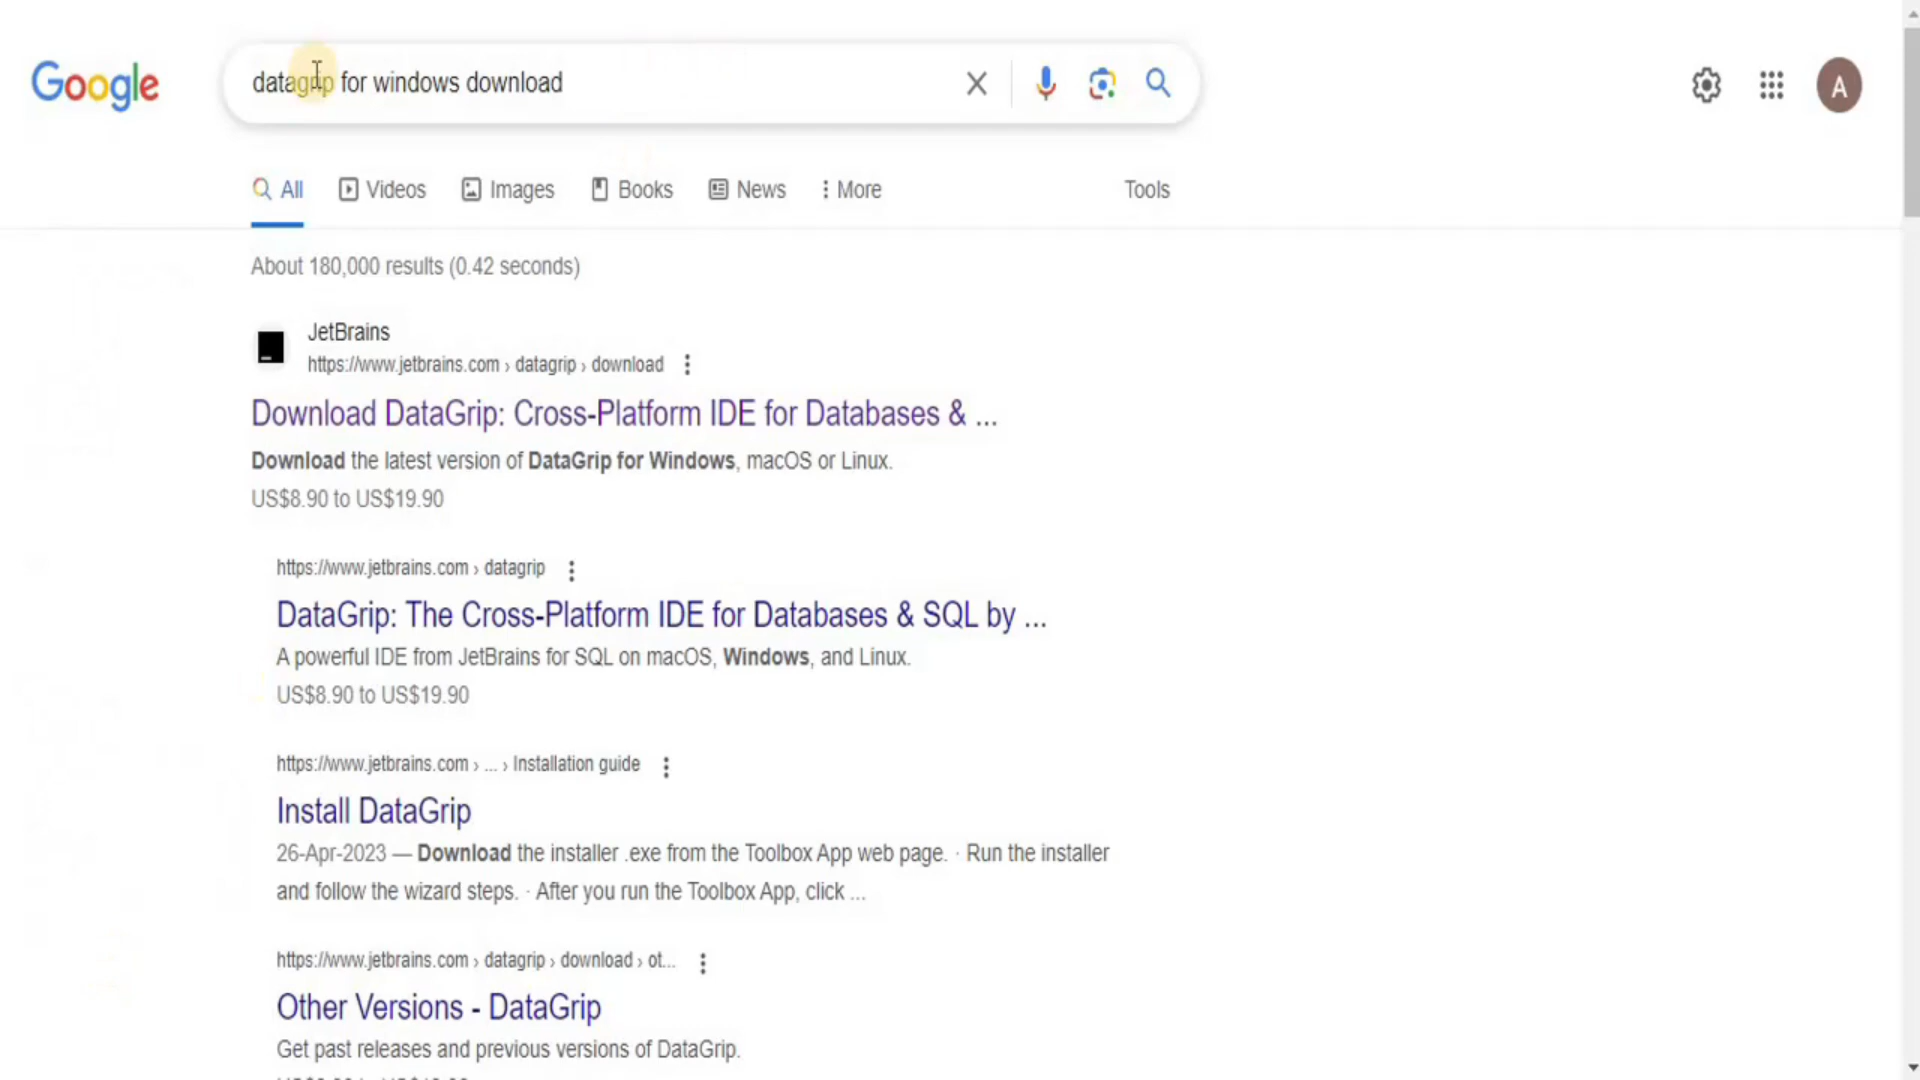 Google
datagrip for windows download
A
All
Videos
Images
Books
News
More
Tools
About 180,000 results (0.42 seconds)
JetBrains
https://www.jetbrains.com › datagrip › download
Download DataGrip: Cross-Platform IDE for Databases & ...
Download the latest version of DataGrip for Windows, macOS or Linux.
US$8.90 to US$19.90
https://www.jetbrains.com › datagrip
DataGrip: The Cross-Platform IDE for Databases & SQL by ...
A powerful IDE from JetBrains for SQL on macOS, Windows, and Linux.
US$8.90 to US$19.90
https://www.jetbrains.com › ... › Installation guide
Install DataGrip
26-Apr-2023 — Download the installer .exe from the Toolbox App web page. · Run the installer
and follow the wizard steps. · After you run the Toolbox App, click ...
https://www.jetbrains.com › datagrip › download › ot...
Other Versions - DataGrip
Get past releases and previous versions of DataGrip.